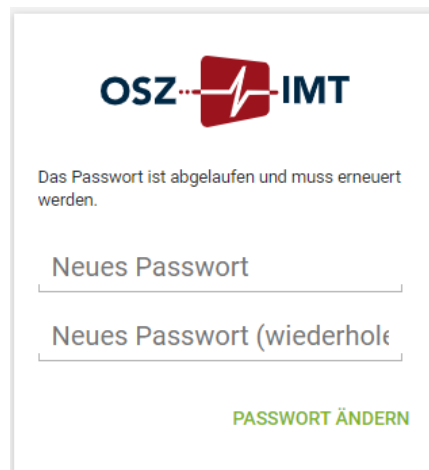 OSZ IMT
Das Passwort ist abgelaufen und muss erneuert
werden.
Neues Passwort
Neues Passwort (wiederhole
PASSWORT ÄNDERN